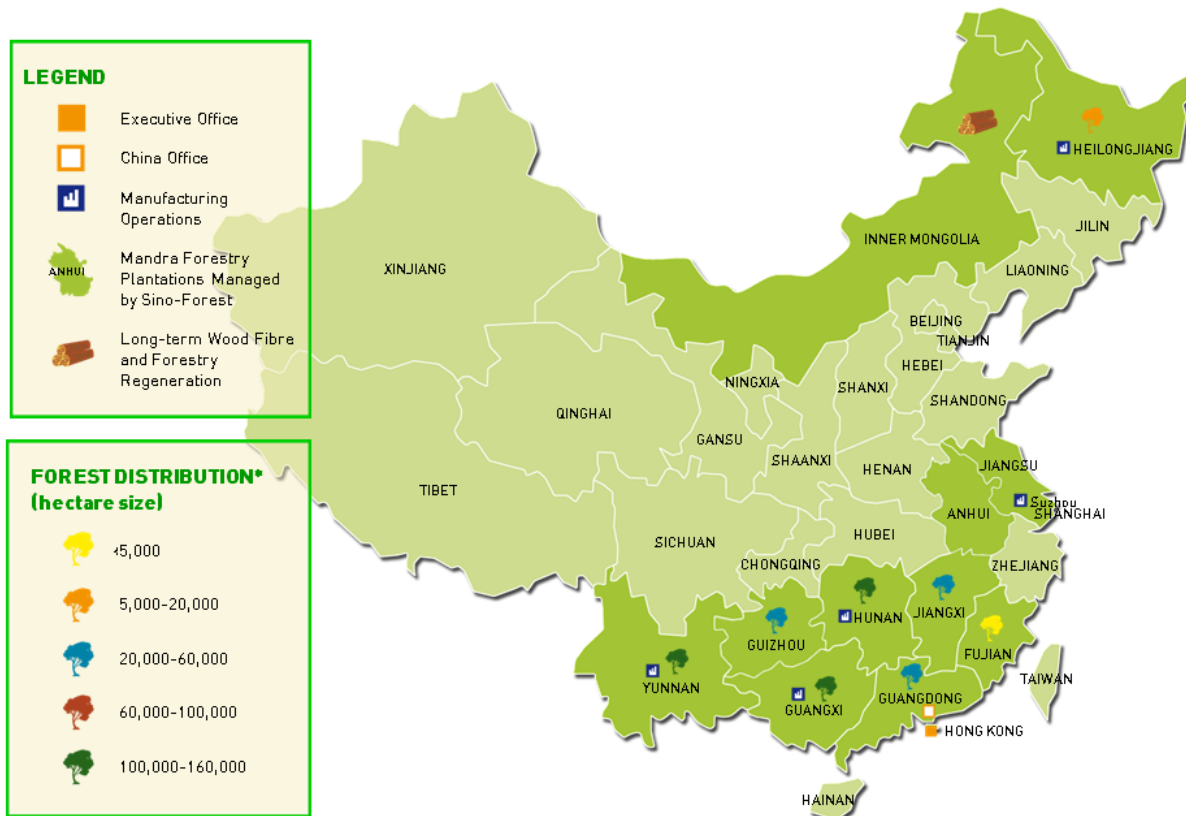 LEGEND
Executive Office
China Office
Manufacturing
Operations
ANHUI
Mandra Forestry
Plantations Managed
by Sino-Forest
Long-term Wood Fibre
and Forestry
Regeneration
FOREST DISTRIBUTION*
(hectare size)
<5,000
5,000-20,000
20,000-60,000
60,000-100,000
100,000-160,000
HEILONGJIANG
JILIN
INNER MONGOLIA
LIAONING
XINJIANG
BEIJING
TIANJIN
HEBEI
NINGXIA
SHANXI
SHANDONG
QINGHAI
GANSU
SHAANXI
HENAN
JIANGSU
TIBET
Suzhou
SHANGHAI
ANHUI
HUBEI
SICHUAN
CHONGQING
ZHEJIANG
HUNAN
JIANGXI
GUIZHOU
FUJIAN
TAIWAN
YUNNAN
GUANGXI
GUANGDONG
HONG KONG
HAINAN